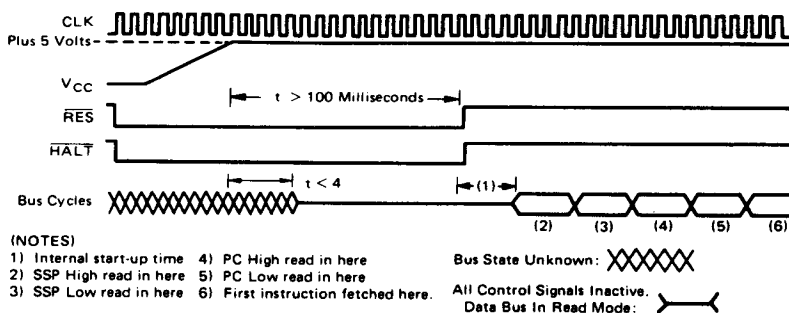 CLK
Plus 5 Volts
VCC
t > 100 Milliseconds
RES
HALT
t < 4
(1)
Bus Cycles
(2) (3) (4) (5) (6)
(NOTES)
1) Internal start-up time 4) PC High read in here
2) SSP High read in here 5) PC Low read in here
3) SSP Low read in here 6) First instruction fetched here.
Bus State Unknown:
All Control Signals Inactive.
Data Bus In Read Mode: